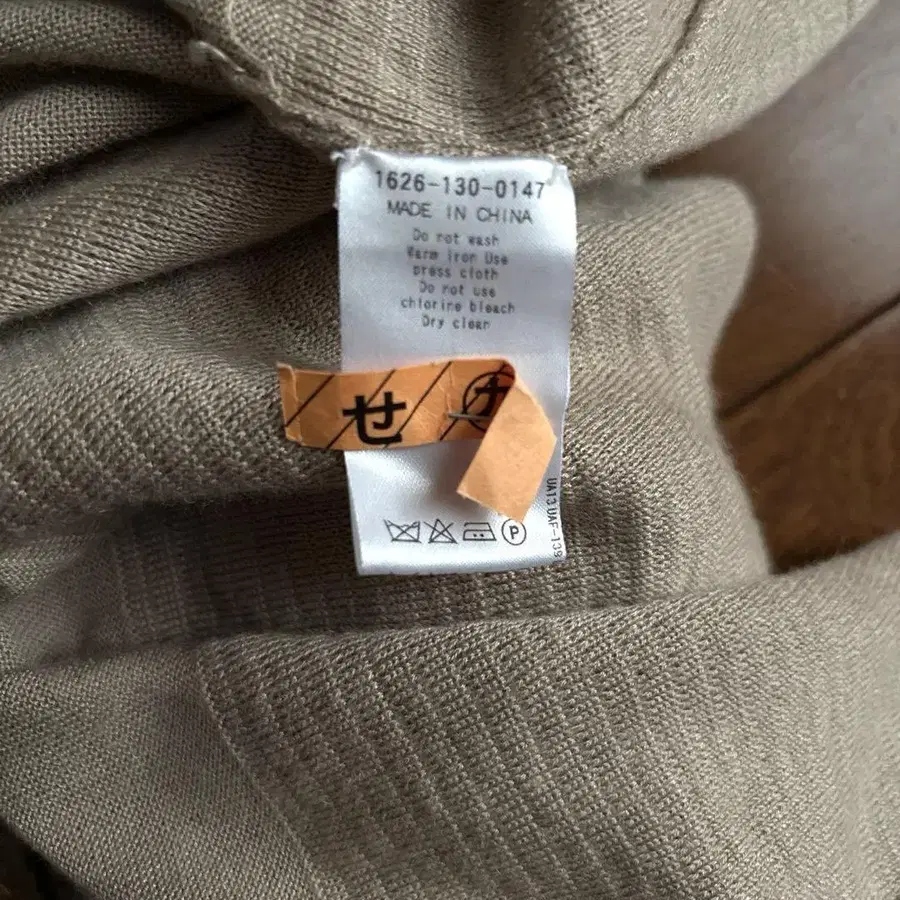 1626-130-0147
MADE IN CHINA
Do not wash
Warm iron Use
press cloth
Do not use
chlorine bleach
Dry clean
せ
P